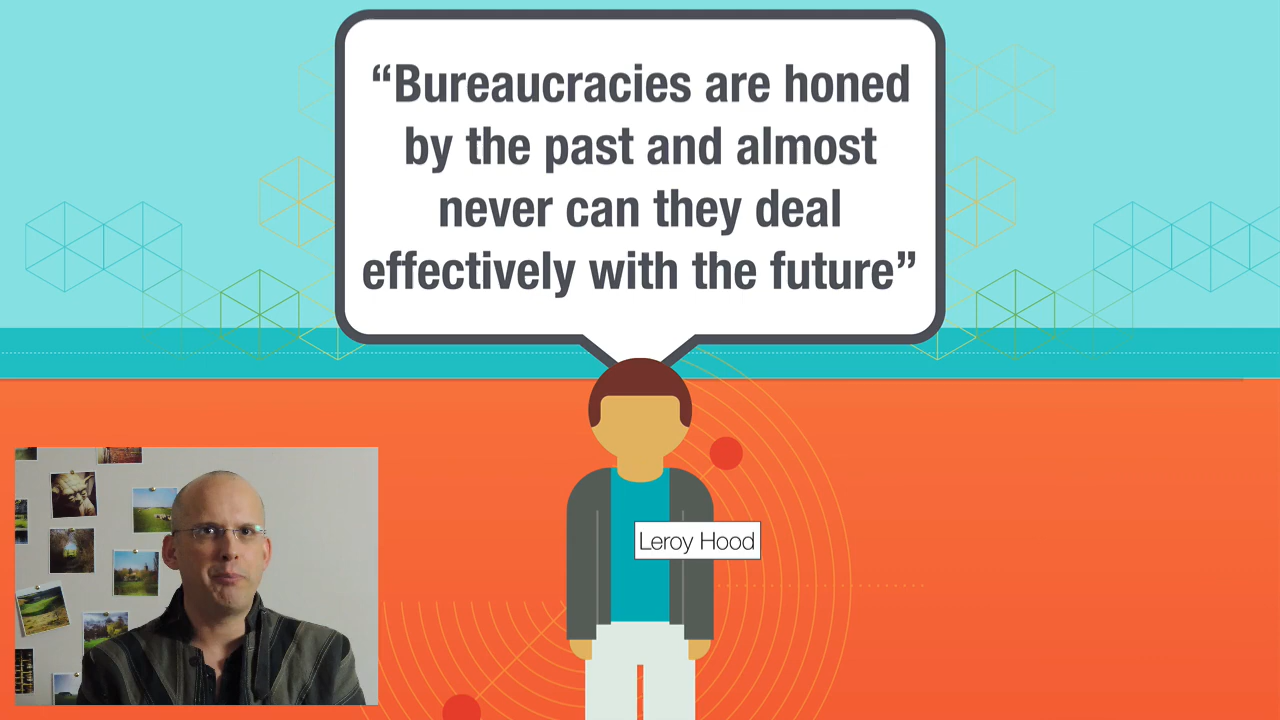 “Bureaucracies are honed
by the past and almost
never can they deal
effectively with the future”
Leroy Hood